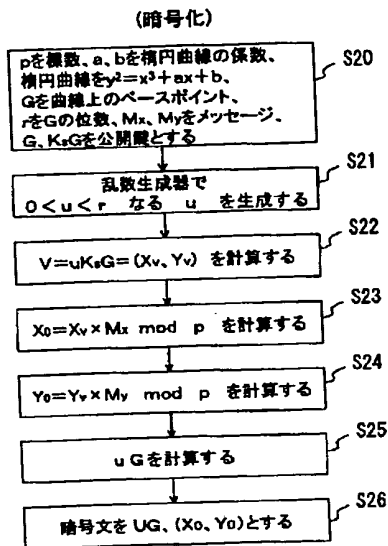 (暗号化)
S20
pを標数、a、bを楕円曲線の係数、
楕円曲線をy²=x³+ax+b、
Gを曲線上のベースポイント、
rをGの位数、Mx、Myをメッセージ、
G、KsGを公開鍵とする
S21
乱数生成器で
0<u<r なる u を生成する
S22
V=uKsG=(Xv、Yv) を計算する
S23
X0=Xv×Mx mod p を計算する
S24
Y0=Yv×My mod p を計算する
S25
uGを計算する
S26
暗号文をUG、(X0、Y0)とする